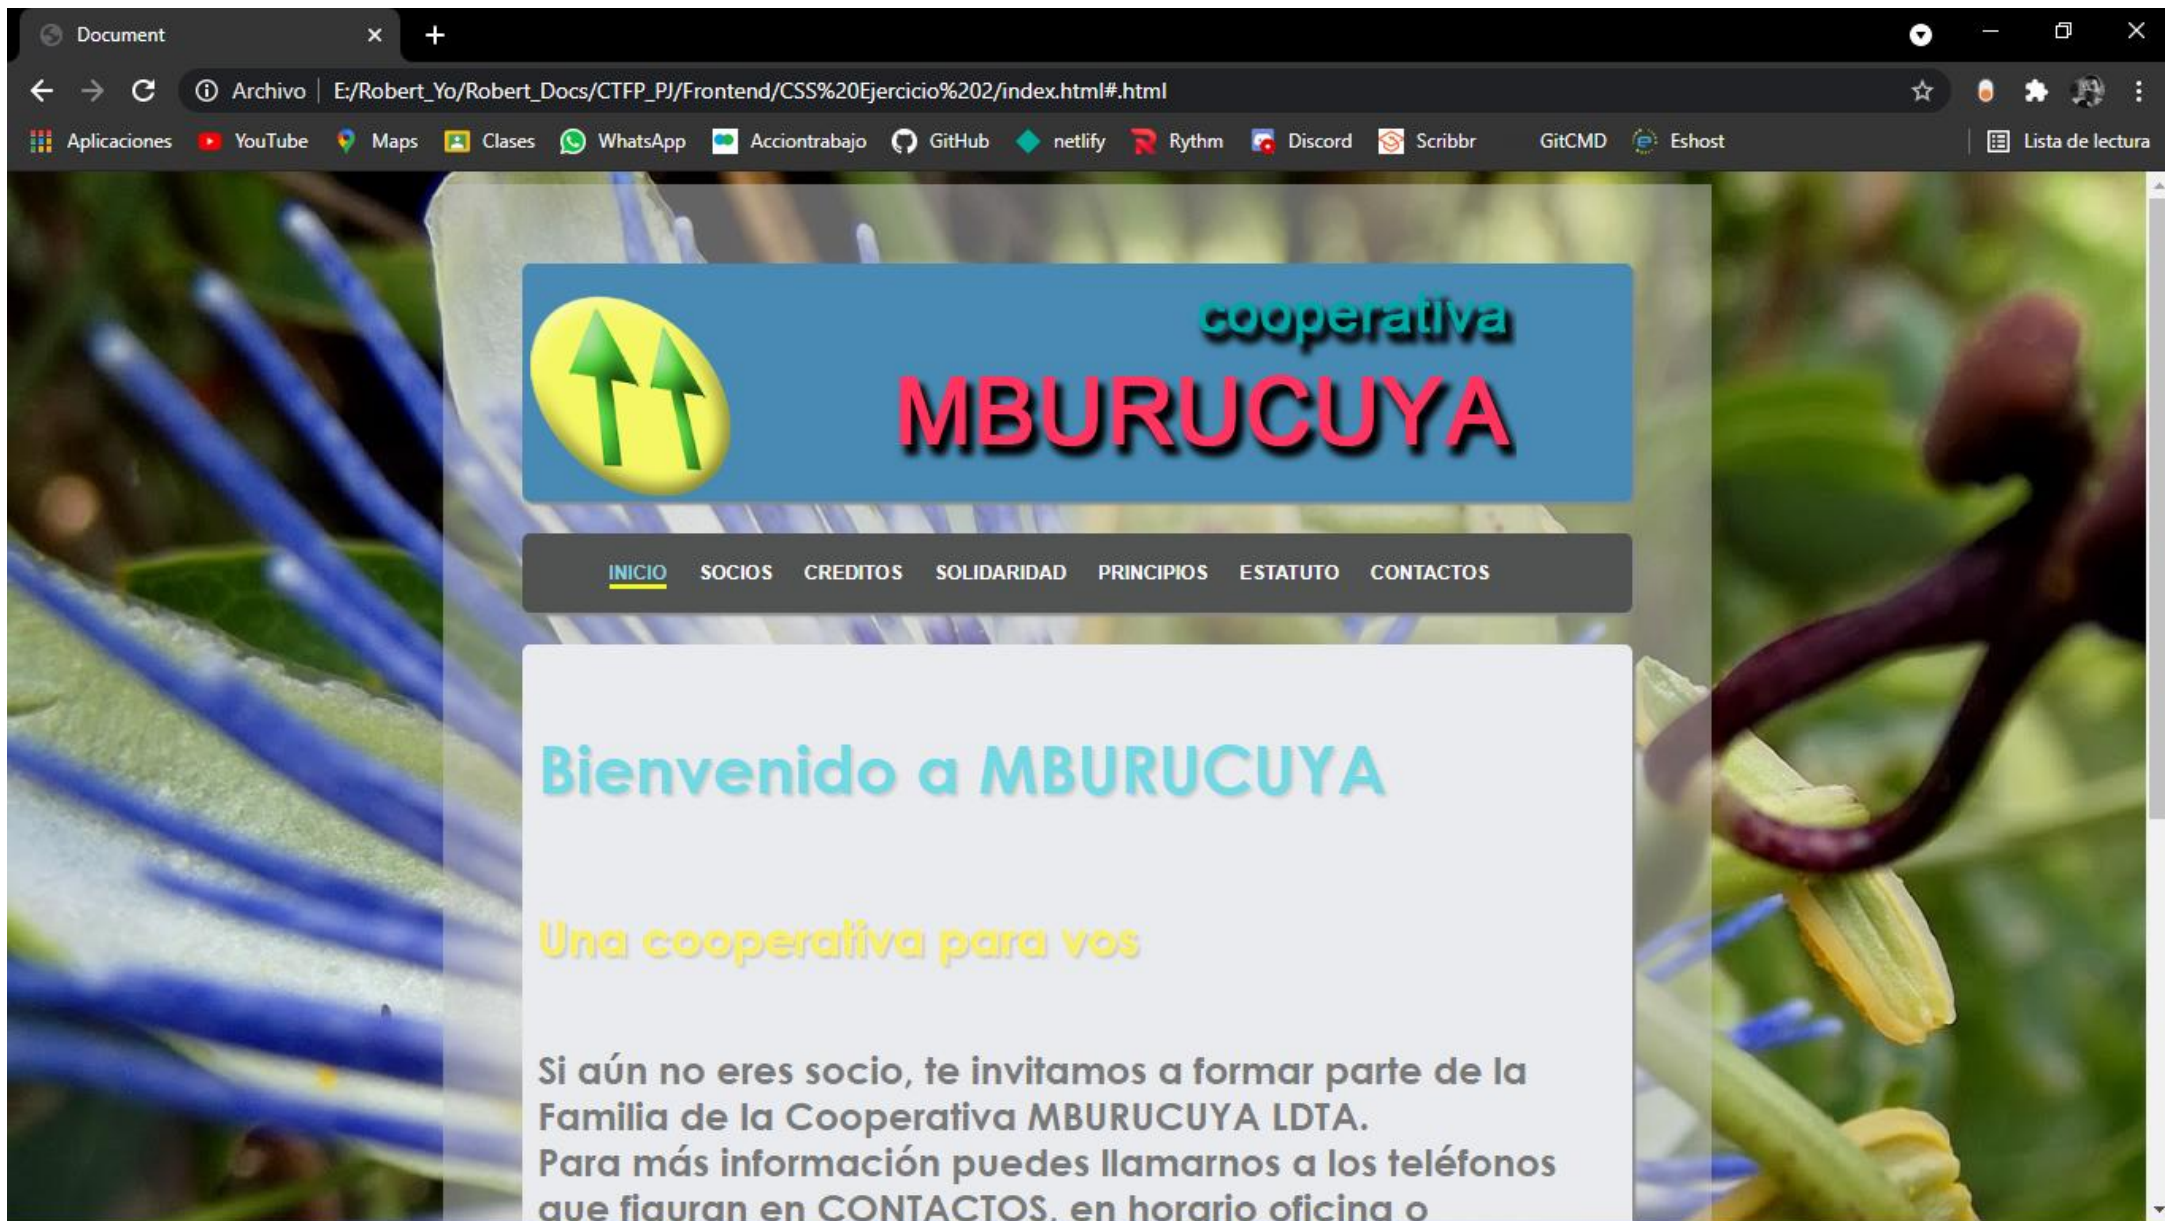 Document
Archivo | E:/Robert_Yo/Robert_Docs/CTFP_PJ/Frontend/CSS%20Ejercicio%202/index.html#.html
Aplicaciones YouTube Maps Clases WhatsApp Acciontrabajo GitHub netlify Rythm Discord Scribbr GitCMD Eshost Lista de lectura
cooperativa
MBURUCUYA
INICIO SOCIOS CREDITOS SOLIDARIDAD PRINCIPIOS ESTATUTO CONTACTOS
Bienvenido a MBURUCUYA
Una cooperativa para vos
Si aún no eres socio, te invitamos a formar parte de la
Familia de la Cooperativa MBURUCUYA LDTA.
Para más información puedes llamarnos a los teléfonos
que figuran en CONTACTOS, en horario oficina o